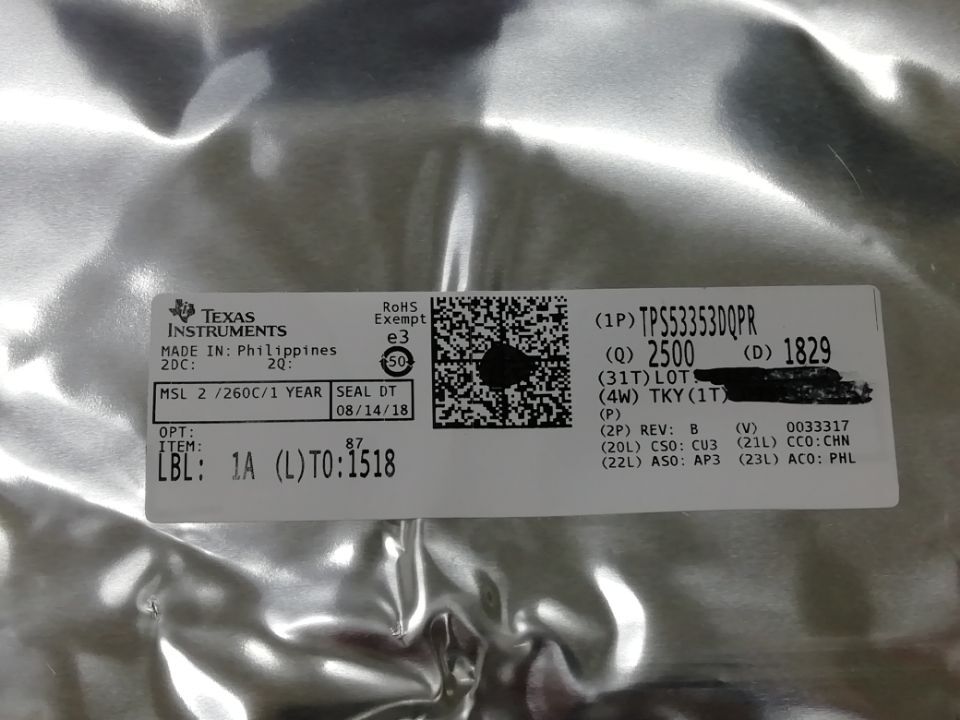 TEXAS
INSTRUMENTS
MADE IN: Philippines
2DC: 2Q:
RoHS
Exempt
e3
50
MSL 2 /260C/1 YEAR
SEAL DT
08/14/18
OPT:
ITEM: 87
LBL: 1A (L)TO:1518
(1P) TPS53353DQPR
(Q) 2500 (D) 1829
(31T)LOT:
(4W) TKY(1T)
(P)
(2P) REV: B (V) 0033317
(20L) CSO: CU3 (21L) CCO:CHN
(22L) ASO: AP3 (23L) ACO: PHL